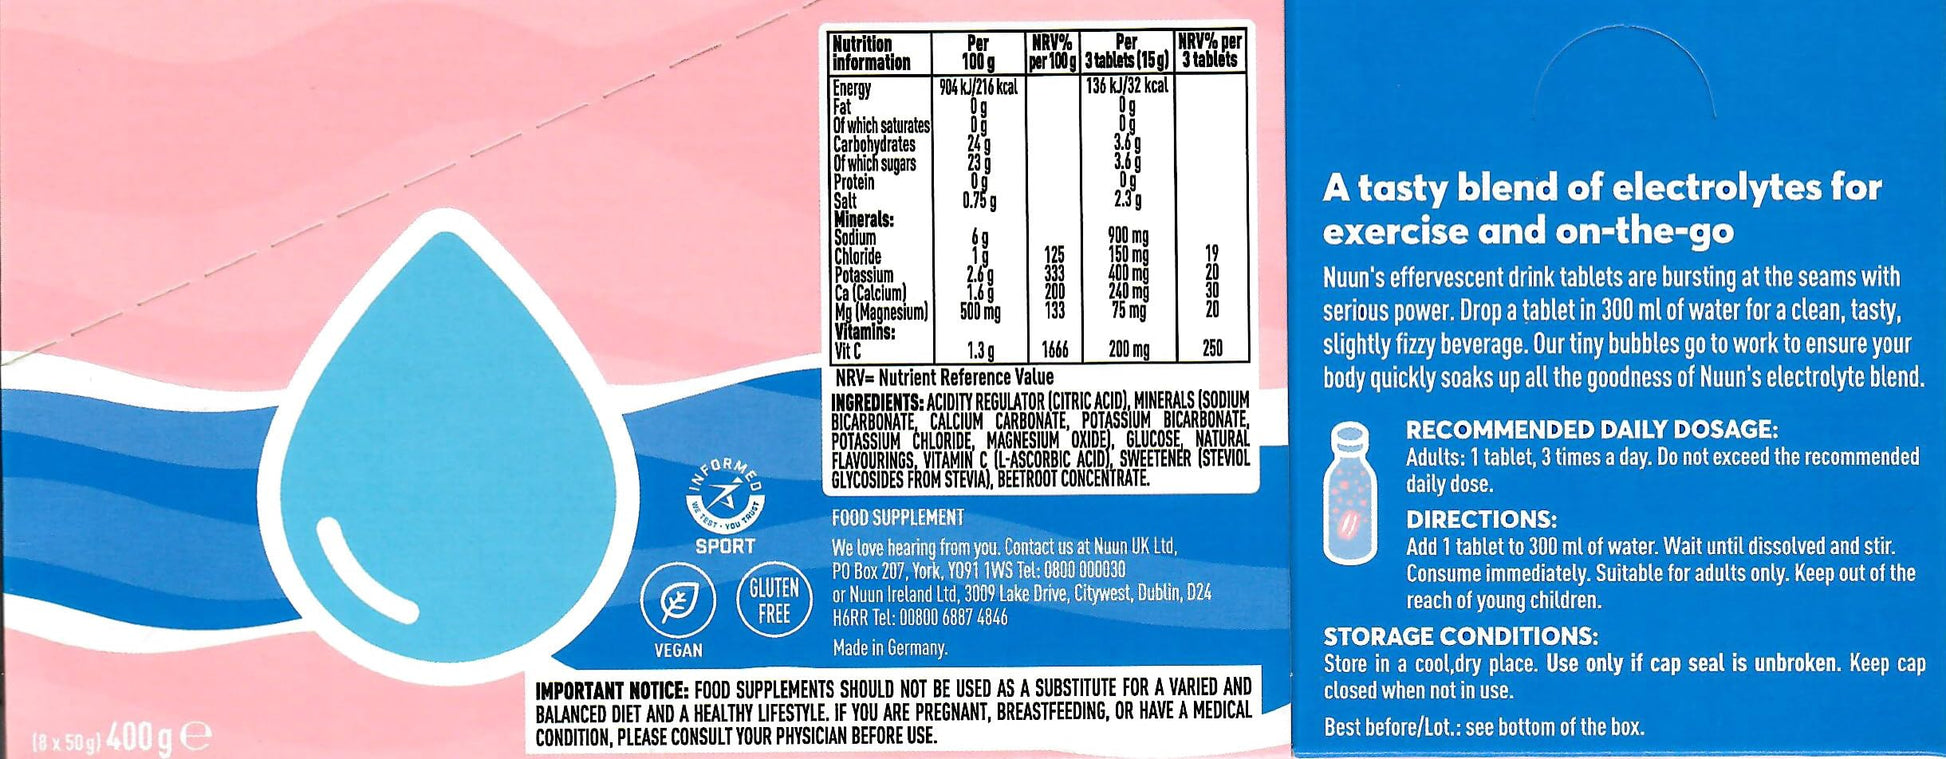 Nutrition information | Per 100 g | NRV% per 100 g | Per 3 tablets (15 g) | NRV% per 3 tablets
Energy | 904 kJ/216 kcal | | 136 kJ/32 kcal |
Fat | 0 g | | 0 g |
Of which saturates | 0 g | | 0 g |
Carbohydrates | 24 g | | 3.6 g |
Of which sugars | 23 g | | 3.6 g |
Protein | 0 g | | 0 g |
Salt | 0.75 g | | 2.3 g |
Minerals:
Sodium | 6 g | | 900 mg |
Chloride | 1 g | 125 | 150 mg | 19
Potassium | 2.6 g | 333 | 400 mg | 20
Ca (Calcium) | 1.6 g | 200 | 240 mg | 30
Mg (Magnesium) | 500 mg | 133 | 75 mg | 20
Vitamins:
Vit C | 1.3 g | 1666 | 200 mg | 250
NRV= Nutrient Reference Value
INGREDIENTS: ACIDITY REGULATOR (CITRIC ACID), MINERALS (SODIUM
BICARBONATE, CALCIUM CARBONATE, POTASSIUM BICARBONATE,
POTASSIUM CHLORIDE, MAGNESIUM OXIDE), GLUCOSE, NATURAL
FLAVOURINGS, VITAMIN C (L-ASCORBIC ACID), SWEETENER (STEVIOL
GLYCOSIDES FROM STEVIA), BEETROOT CONCENTRATE.
INFORMED
WE TEST · YOU TRUST
SPORT
VEGAN
GLUTEN
FREE
FOOD SUPPLEMENT
We love hearing from you. Contact us at Nuun UK Ltd,
PO Box 207, York, YO91 1WS Tel: 0800 000030
or Nuun Ireland Ltd, 3009 Lake Drive, Citywest, Dublin, D24
H6RR Tel: 00800 6887 4846
Made in Germany.
IMPORTANT NOTICE: FOOD SUPPLEMENTS SHOULD NOT BE USED AS A SUBSTITUTE FOR A VARIED AND
BALANCED DIET AND A HEALTHY LIFESTYLE. IF YOU ARE PREGNANT, BREASTFEEDING, OR HAVE A MEDICAL
CONDITION, PLEASE CONSULT YOUR PHYSICIAN BEFORE USE.
(8 x 50 g) 400 g ℮
A tasty blend of electrolytes for
exercise and on-the-go
Nuun's effervescent drink tablets are bursting at the seams with
serious power. Drop a tablet in 300 ml of water for a clean, tasty,
slightly fizzy beverage. Our tiny bubbles go to work to ensure your
body quickly soaks up all the goodness of Nuun's electrolyte blend.
RECOMMENDED DAILY DOSAGE:
Adults: 1 tablet, 3 times a day. Do not exceed the recommended
daily dose.
DIRECTIONS:
Add 1 tablet to 300 ml of water. Wait until dissolved and stir.
Consume immediately. Suitable for adults only. Keep out of the
reach of young children.
STORAGE CONDITIONS:
Store in a cool,dry place. Use only if cap seal is unbroken. Keep cap
closed when not in use.
Best before/Lot.: see bottom of the box.